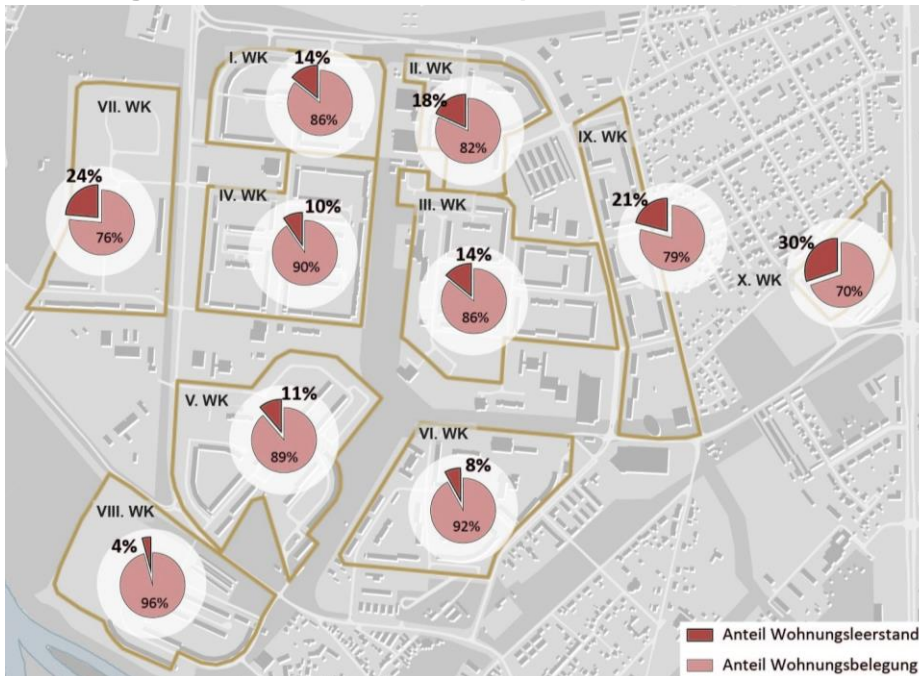 I. WK
14%
86%
II. WK
18%
82%
VII. WK
24%
76%
IV. WK
10%
90%
III. WK
14%
86%
IX. WK
21%
79%
X. WK
30%
70%
V. WK
11%
89%
VI. WK
8%
92%
VIII. WK
4%
96%
Anteil Wohnungsleerstand
Anteil Wohnungsbelegung